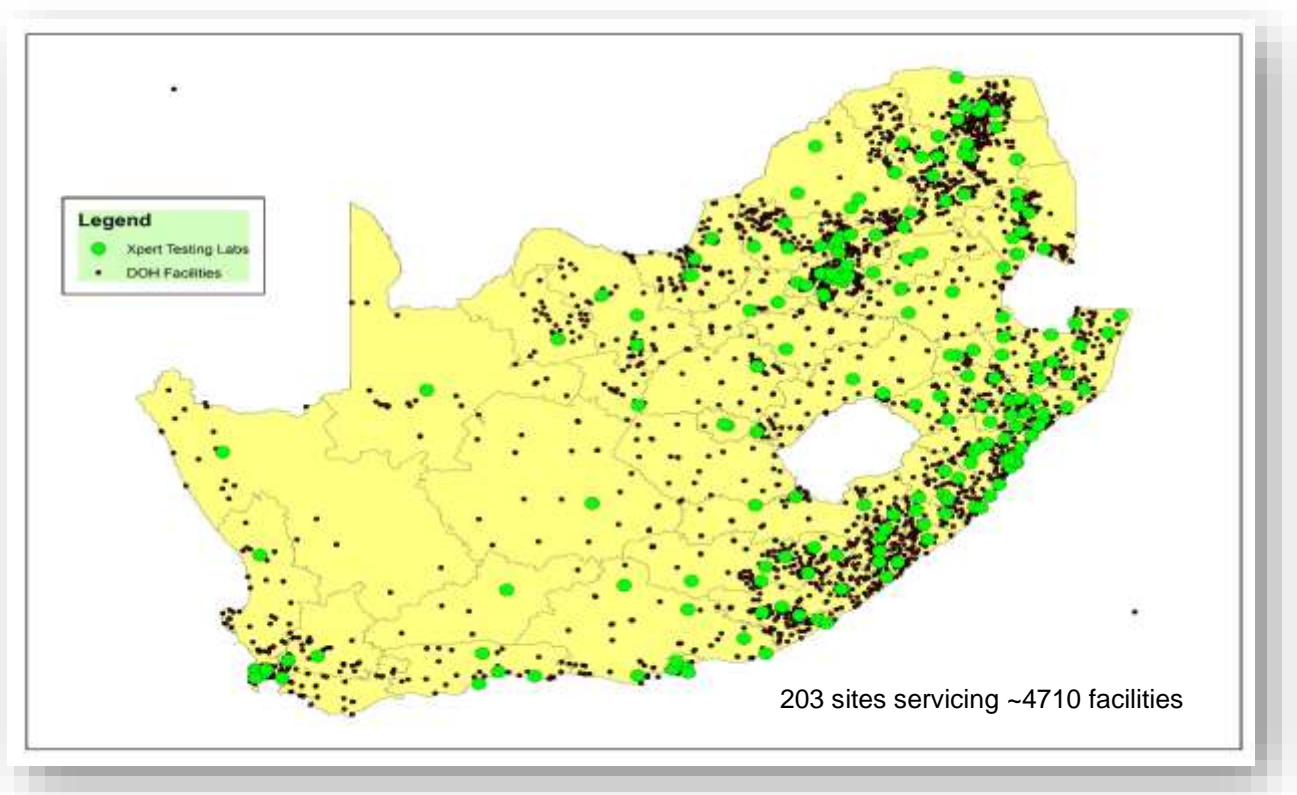 Legend
Xpert Testing Labs
DOH Facilities
203 sites servicing ~4710 facilities